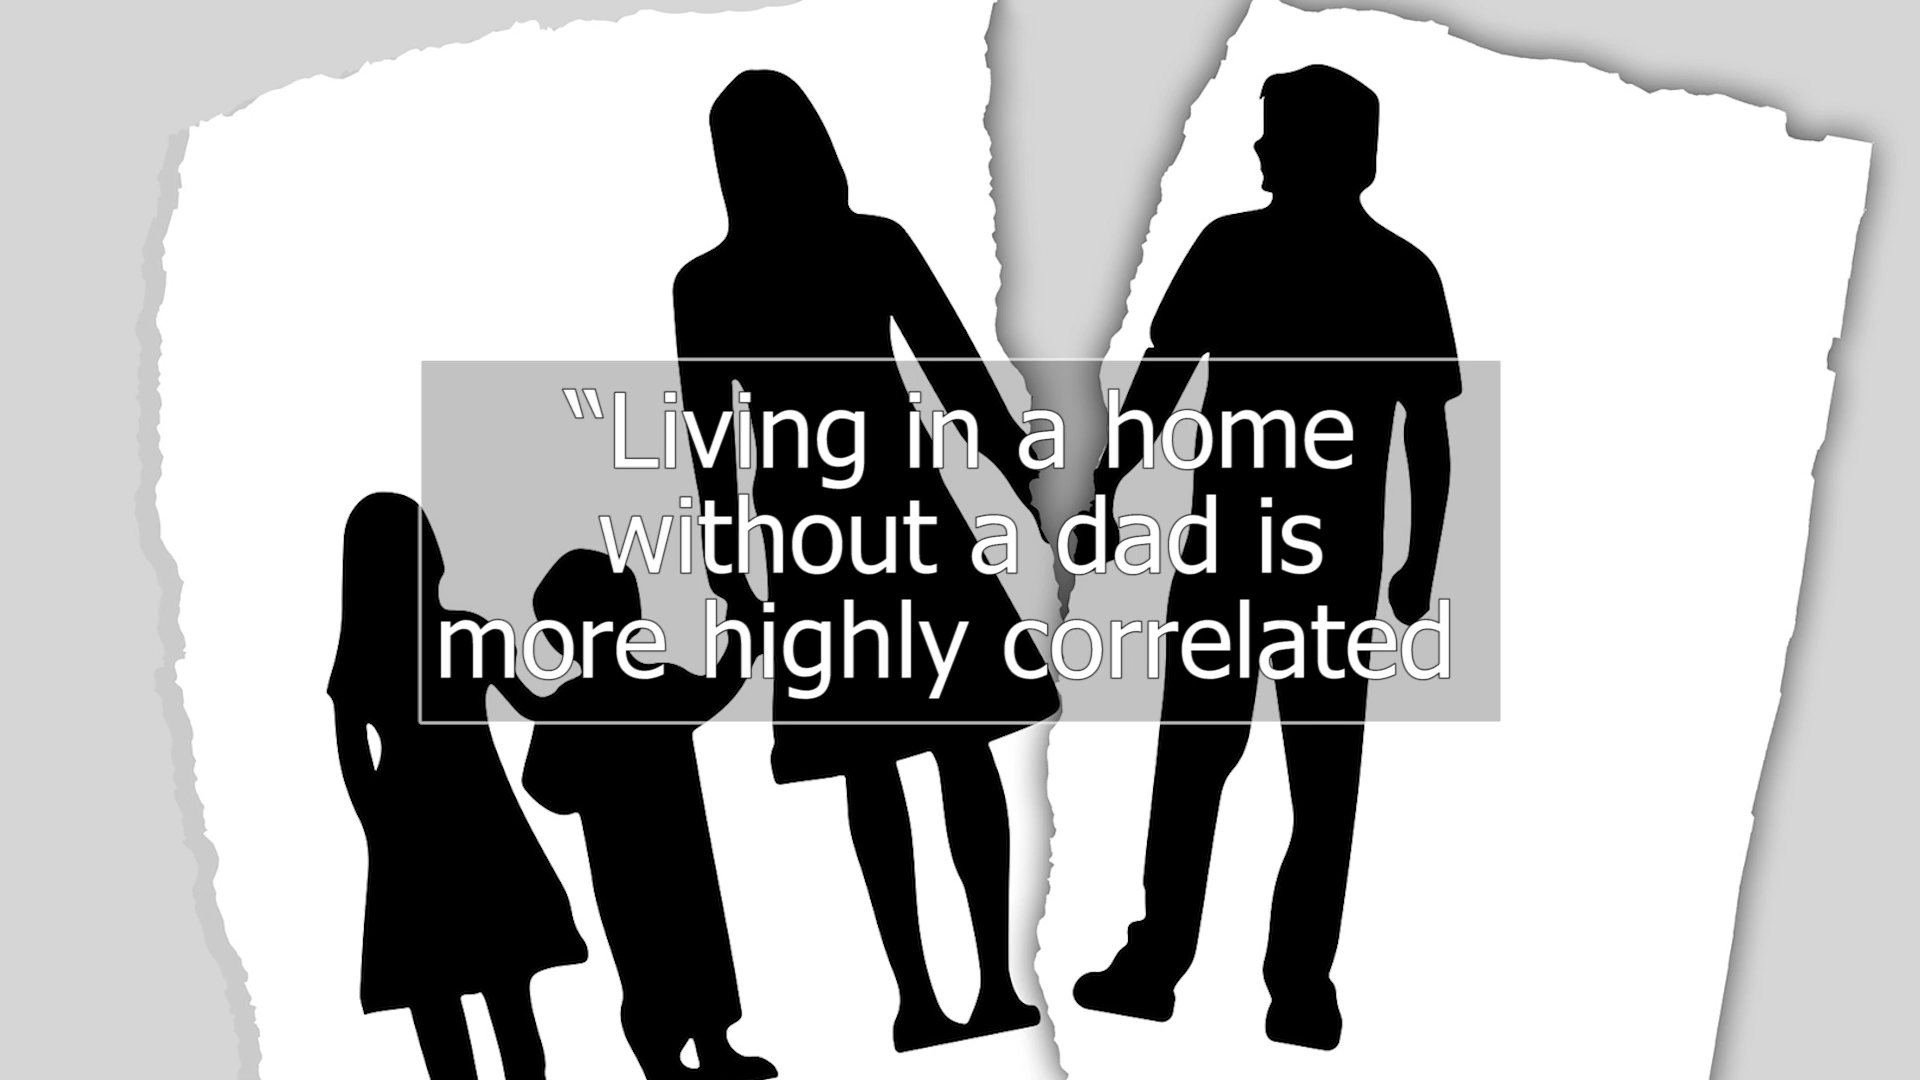 “Living in a home
without a dad is
more highly correlated